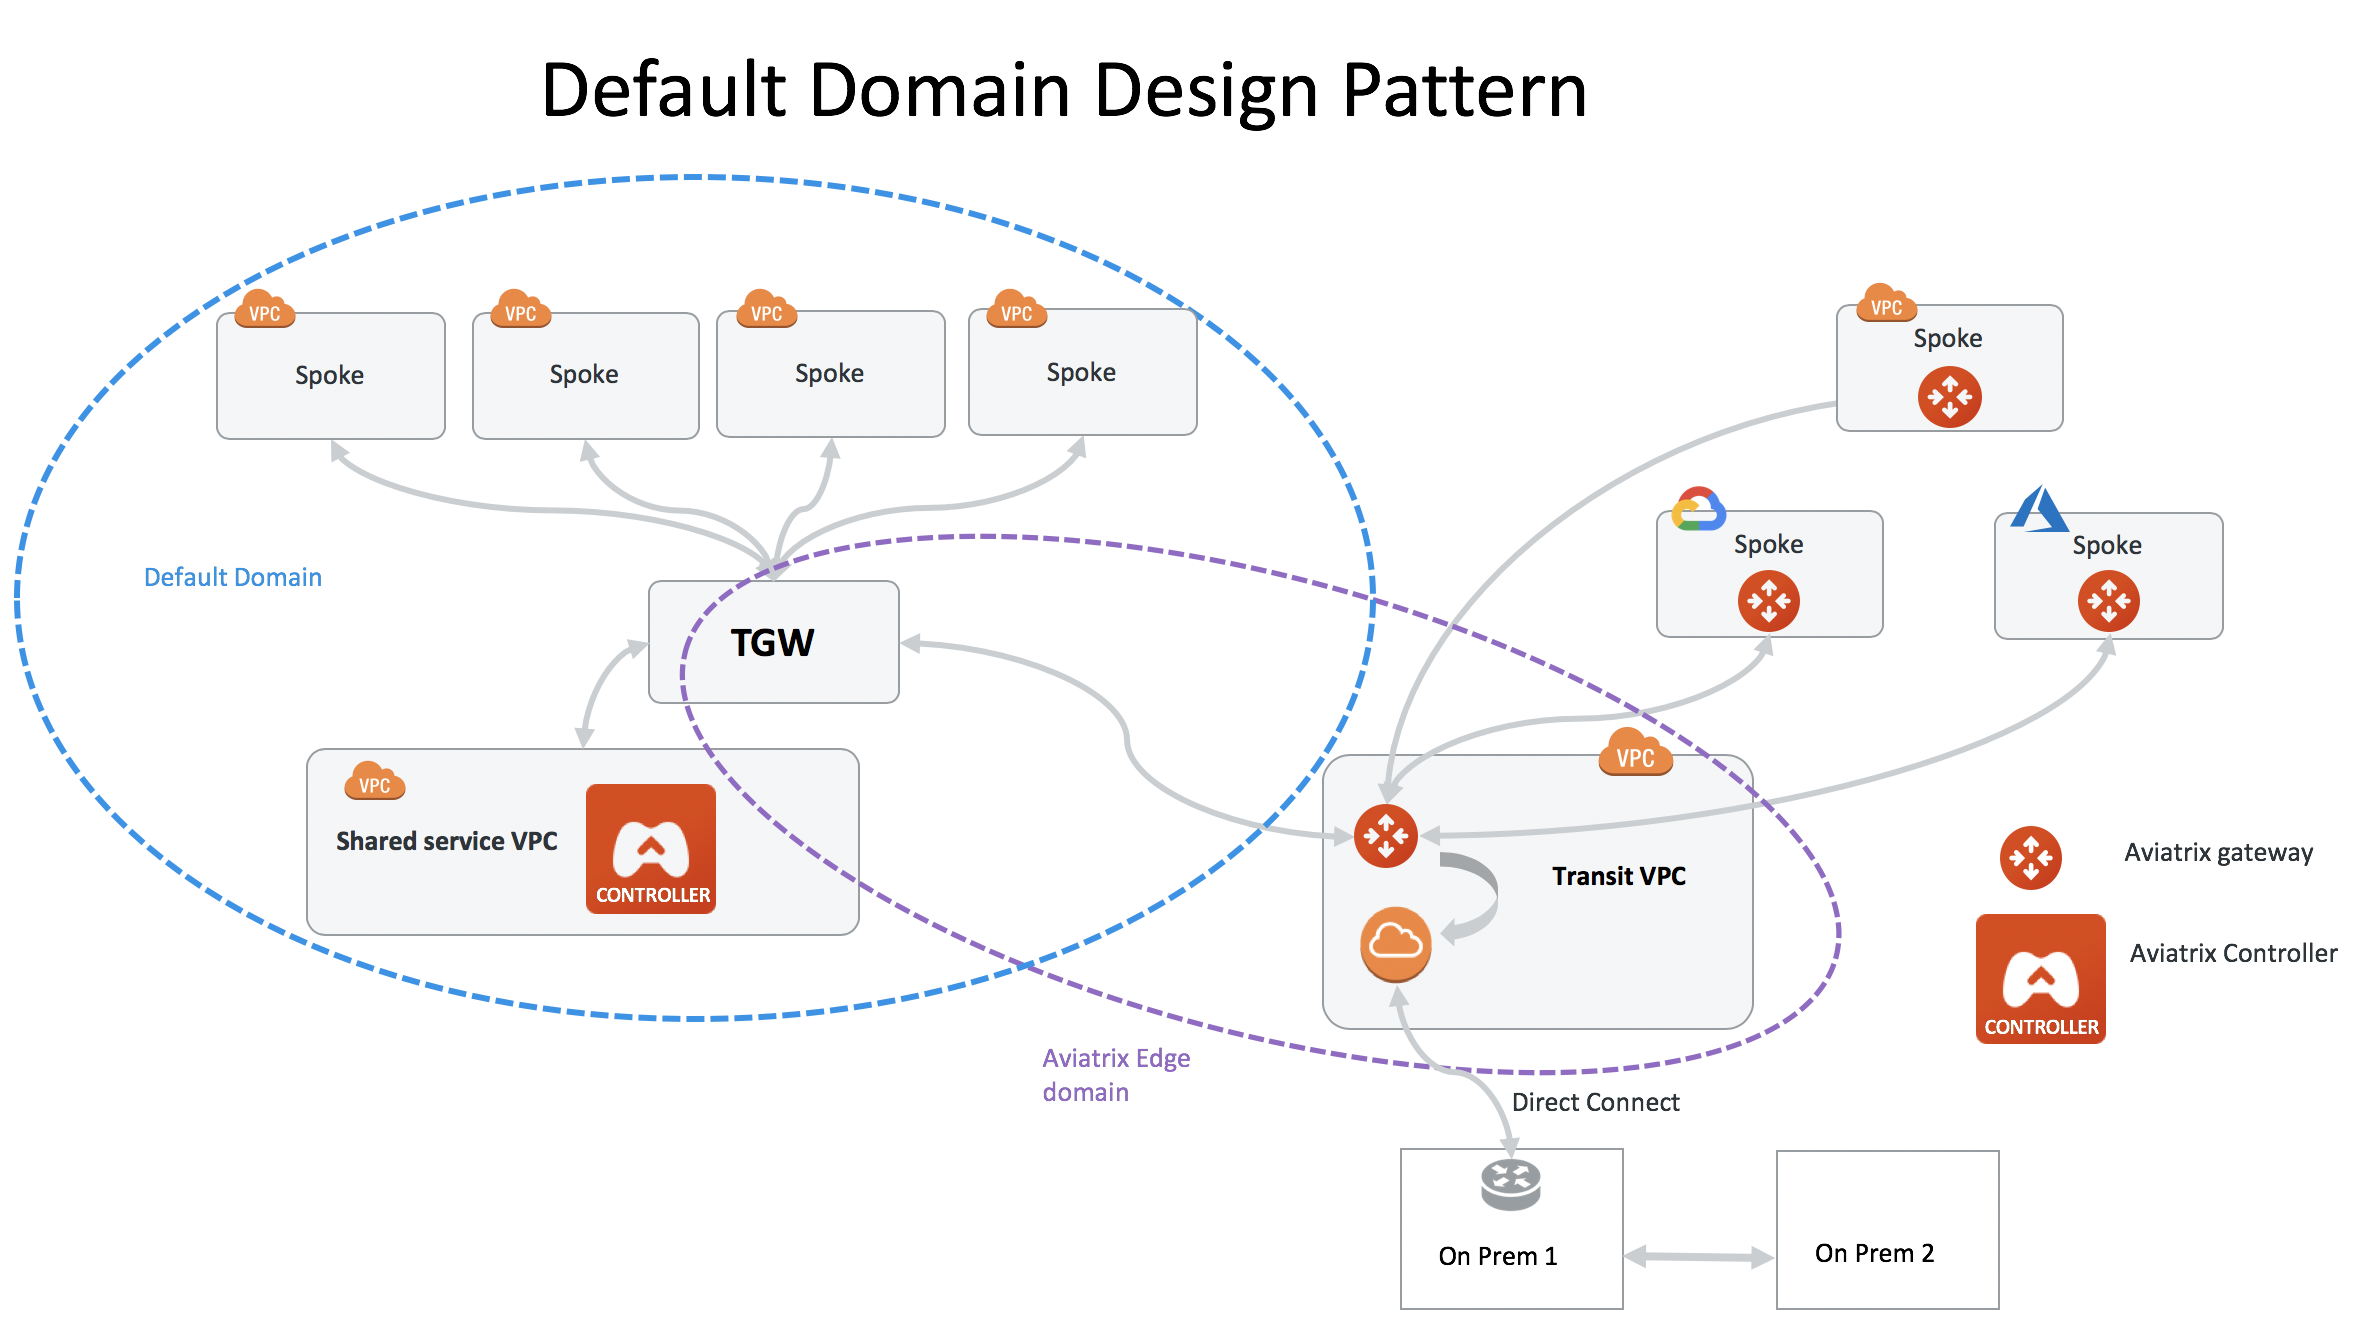 Default Domain Design Pattern
VPC
VPC
VPC
VPC
Spoke
Spoke
Spoke
Spoke
VPC
Spoke
Spoke
Spoke
Default Domain
TGW
VPC
Shared service VPC
CONTROLLER
VPC
Transit VPC
Aviatrix gateway
Aviatrix Controller
CONTROLLER
Aviatrix Edge
domain
Direct Connect
On Prem 1
On Prem 2